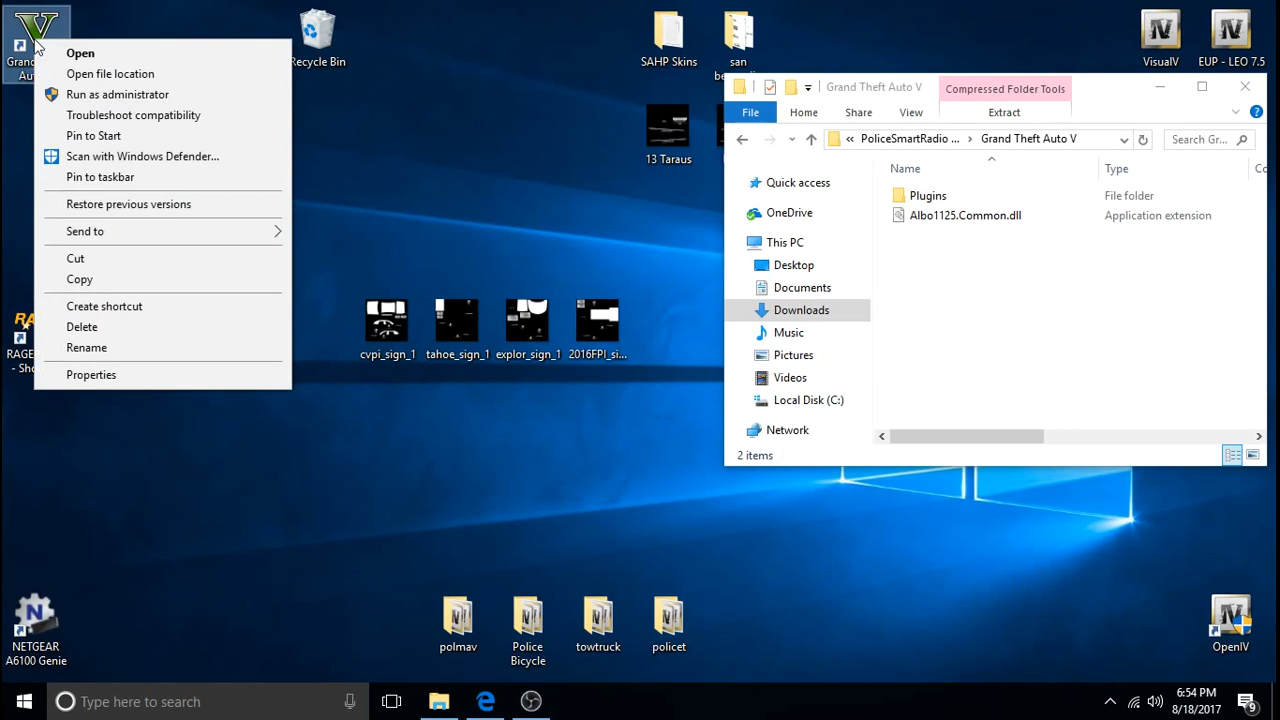 Grand
Aut
Open
Open file location
Run as administrator
Troubleshoot compatibility
Pin to Start
Scan with Windows Defender...
Pin to taskbar
Restore previous versions
Send to
Cut
Copy
Create shortcut
Delete
Rename
Properties
Recycle Bin
SAHP Skins
san
be
VisualV
EUP - LEO 7.5
13 Taraus
RAGE
- Sho
cvpi_sign_1
tahoe_sign_1
explor_sign_1
2016FPI_si...
Grand Theft Auto V
Compressed Folder Tools
File
Home
Share
View
Extract
« PoliceSmartRadio ... > Grand Theft Auto V
Search Gr...
Name
Type
Co
Quick access
OneDrive
This PC
Desktop
Documents
Downloads
Music
Pictures
Videos
Local Disk (C:)
Network
Plugins
File folder
Albo1125.Common.dll
Application extension
2 items
NETGEAR
A6100 Genie
polmav
Police
Bicycle
towtruck
policet
OpenIV
Type here to search
6:54 PM
8/18/2017
9